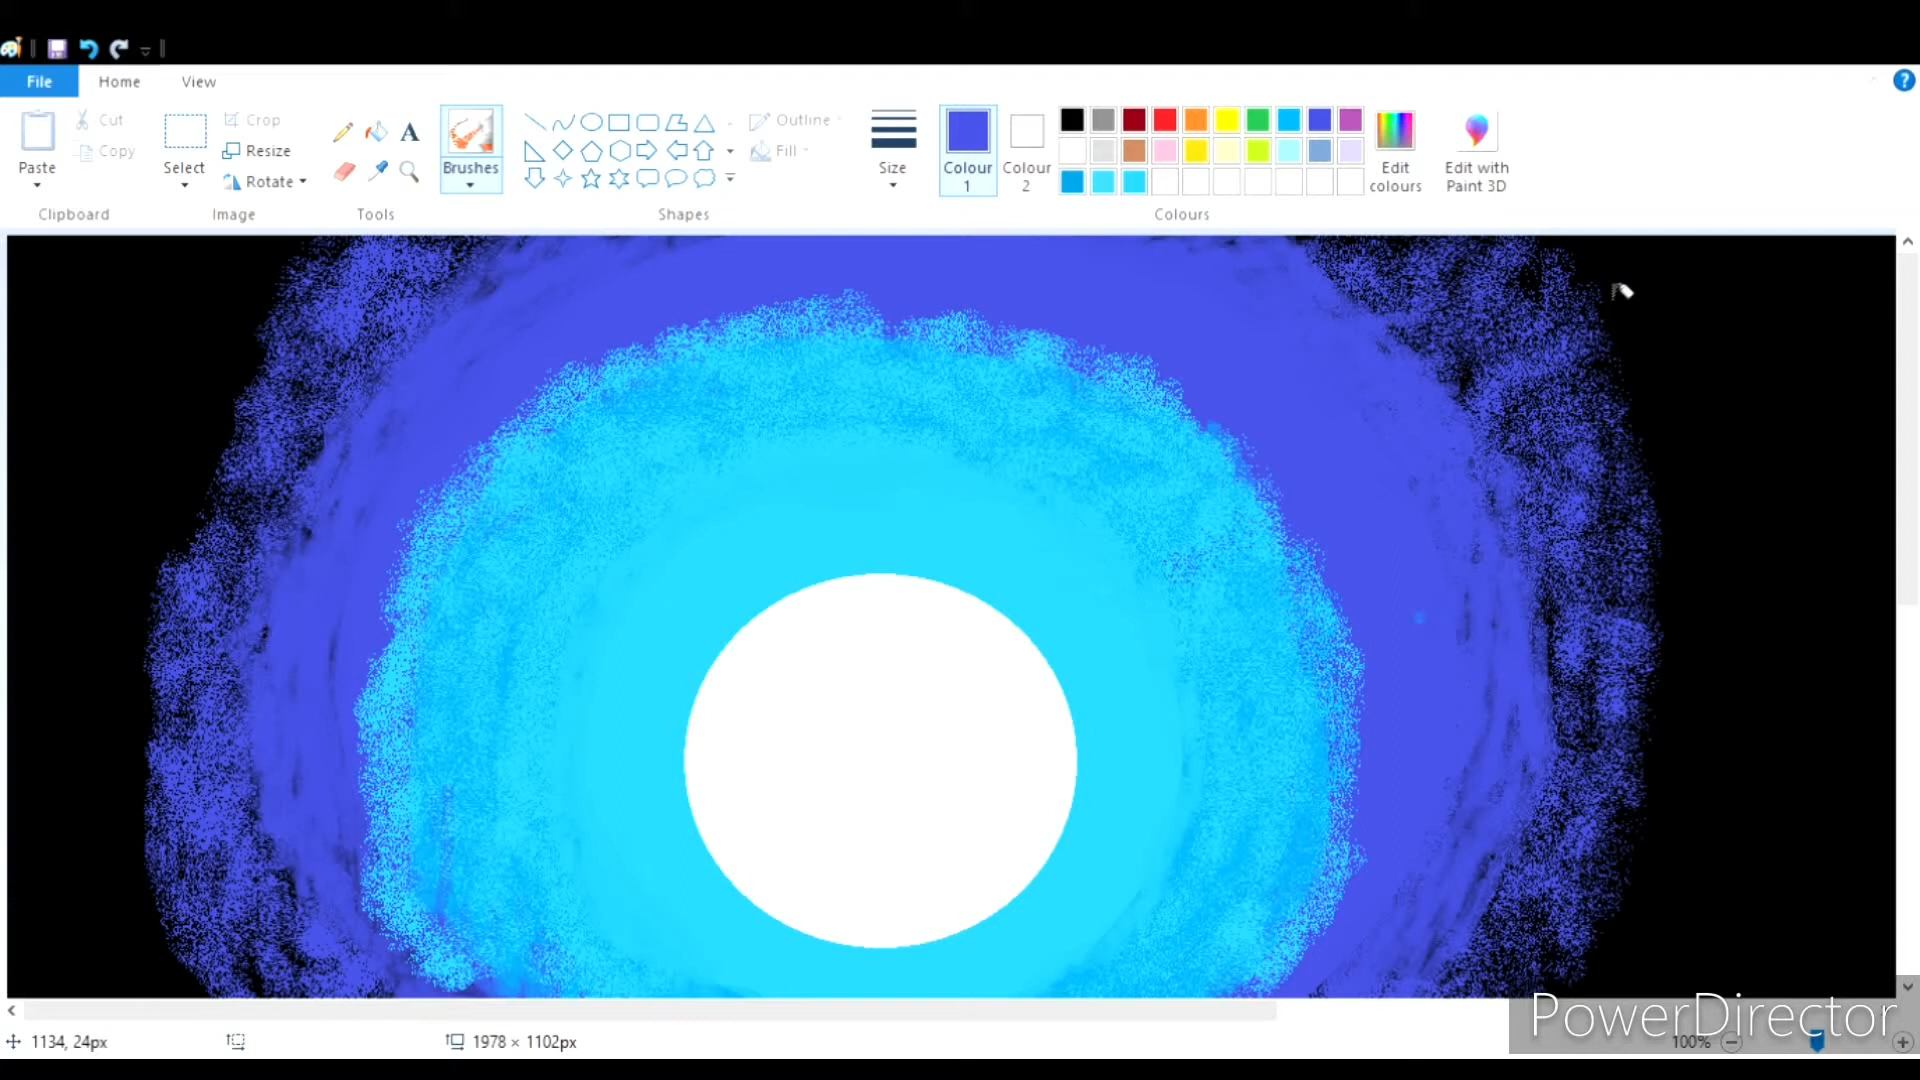 File Home View
Cut
Copy
Paste
Clipboard
Crop
Resize
Rotate
Select
Image
A
Tools
Brushes
Shapes
Outline
Fill
Size
Colour
1
Colour
2
Colours
Edit
colours
Edit with
Paint 3D
?
PowerDirector
1134, 24px
1978 × 1102px
100%